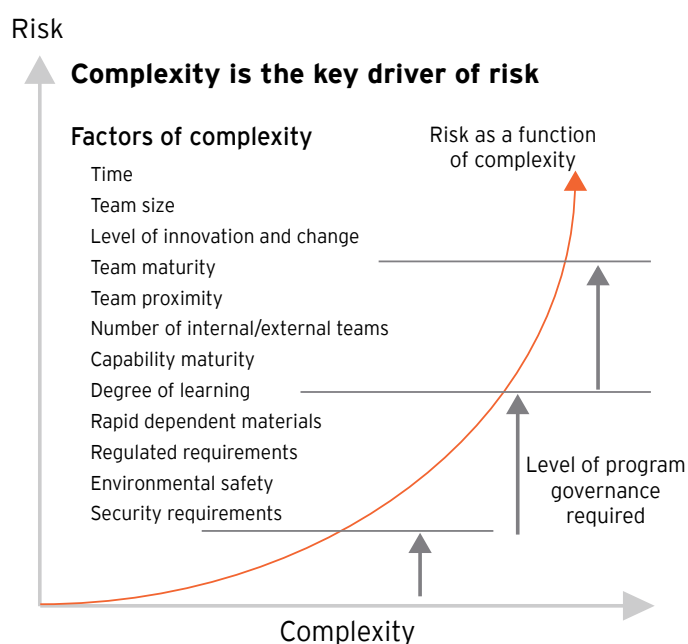 Risk
Complexity is the key driver of risk
Factors of complexity
Time
Team size
Level of innovation and change
Team maturity
Team proximity
Number of internal/external teams
Capability maturity
Degree of learning
Rapid dependent materials
Regulated requirements
Environmental safety
Security requirements
Risk as a function
of complexity
Level of program
governance
required
Complexity